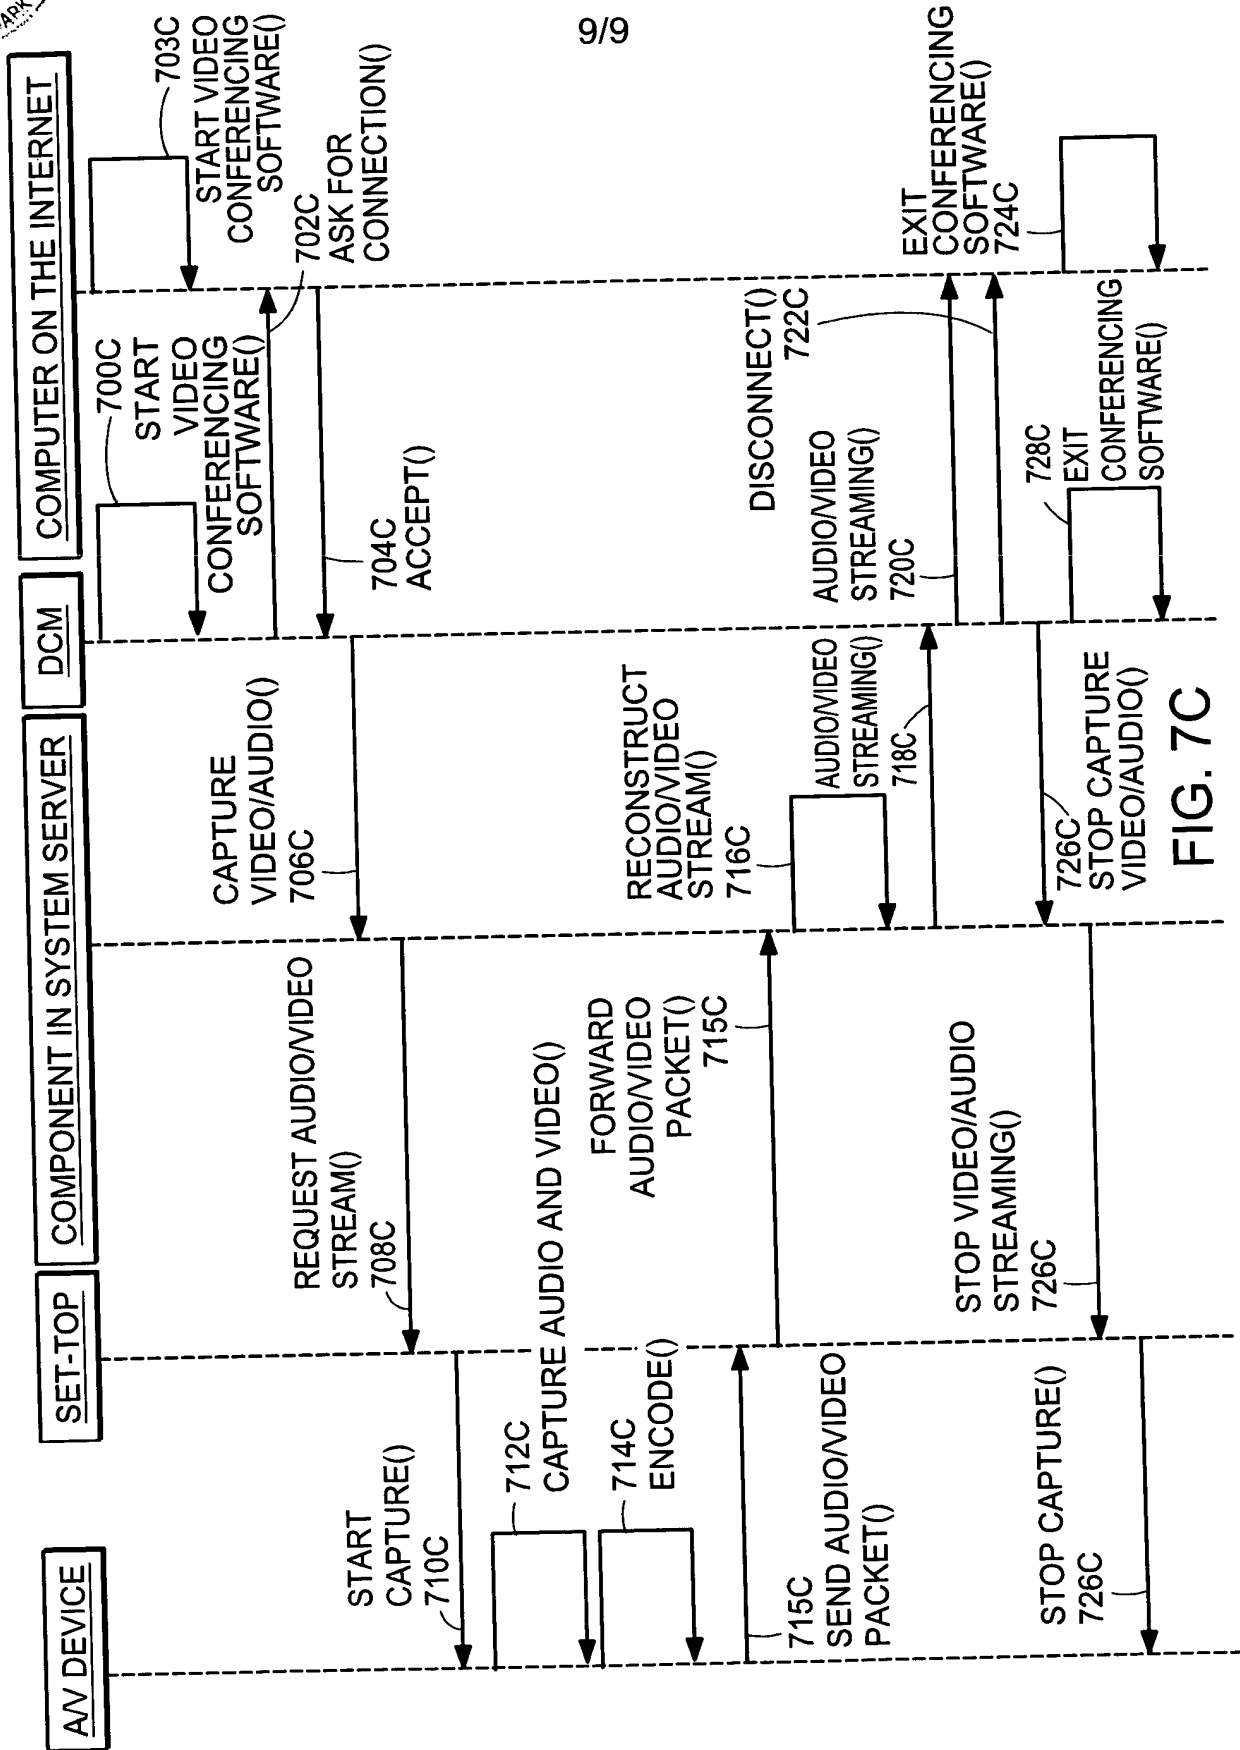 9/9
A/V DEVICE
SET-TOP
COMPONENT IN SYSTEM SERVER
DCM
COMPUTER ON THE INTERNET
700C
START
VIDEO
CONFERENCING
SOFTWARE()
703C
START VIDEO
CONFERENCING
SOFTWARE()
702C
ASK FOR
CONNECTION()
704C
ACCEPT()
CAPTURE
VIDEO/AUDIO()
706C
REQUEST AUDIO/VIDEO
STREAM()
708C
START
CAPTURE()
710C
712C
CAPTURE AUDIO AND VIDEO()
714C
ENCODE()
715C
SEND AUDIO/VIDEO
PACKET()
FORWARD
AUDIO/VIDEO
PACKET()
715C
RECONSTRUCT
AUDIO/VIDEO
STREAM()
716C
AUDIO/VIDEO
STREAMING()
718C
AUDIO/VIDEO
STREAMING()
720C
DISCONNECT()
722C
EXIT
CONFERENCING
SOFTWARE()
724C
726C
STOP CAPTURE
VIDEO/AUDIO()
STOP VIDEO/AUDIO
STREAMING()
726C
STOP CAPTURE()
726C
728C
EXIT
CONFERENCING
SOFTWARE()
FIG. 7C